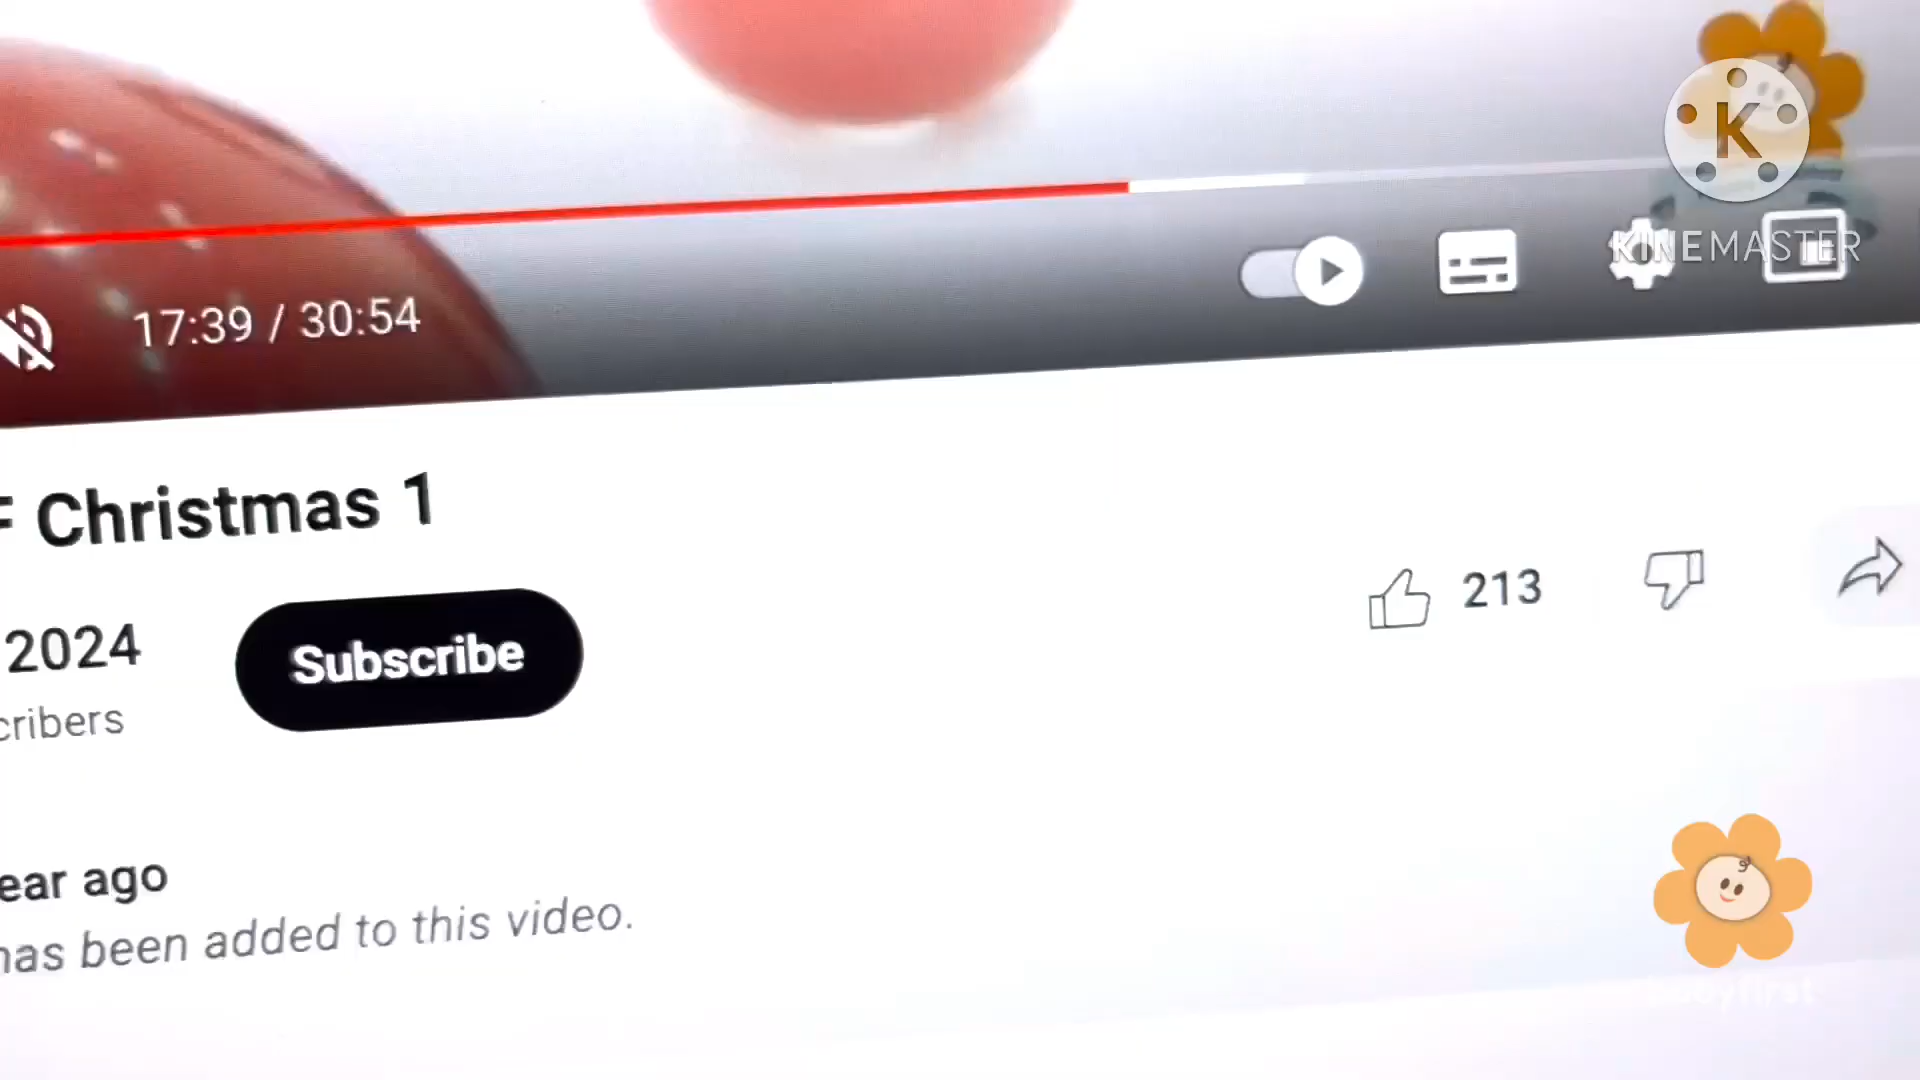 K
KINEMASTER
17:39 / 30:54
Christmas 1
213
2024
Subscribe
cribers
ear ago
has been added to this video.